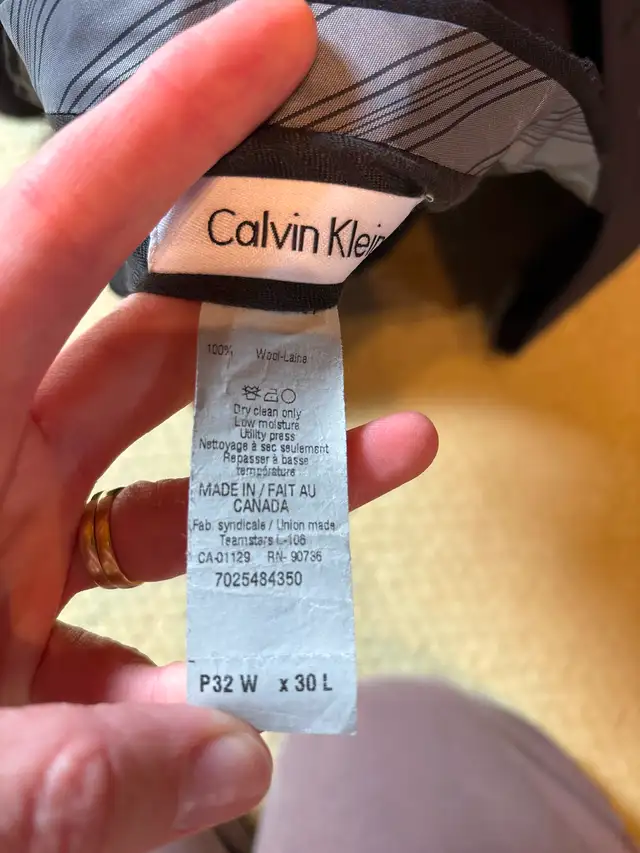 Calvin Klein
100% Wool-Laine
Dry clean only
Low moisture
Utility press
Nettoyage à sec seulement
Repasser à basse
température
MADE IN / FAIT AU
CANADA
Fab. syndicale / Union made
Teamsters L-106
CA-01129 RN- 90736
7025484350
P32 W x 30 L